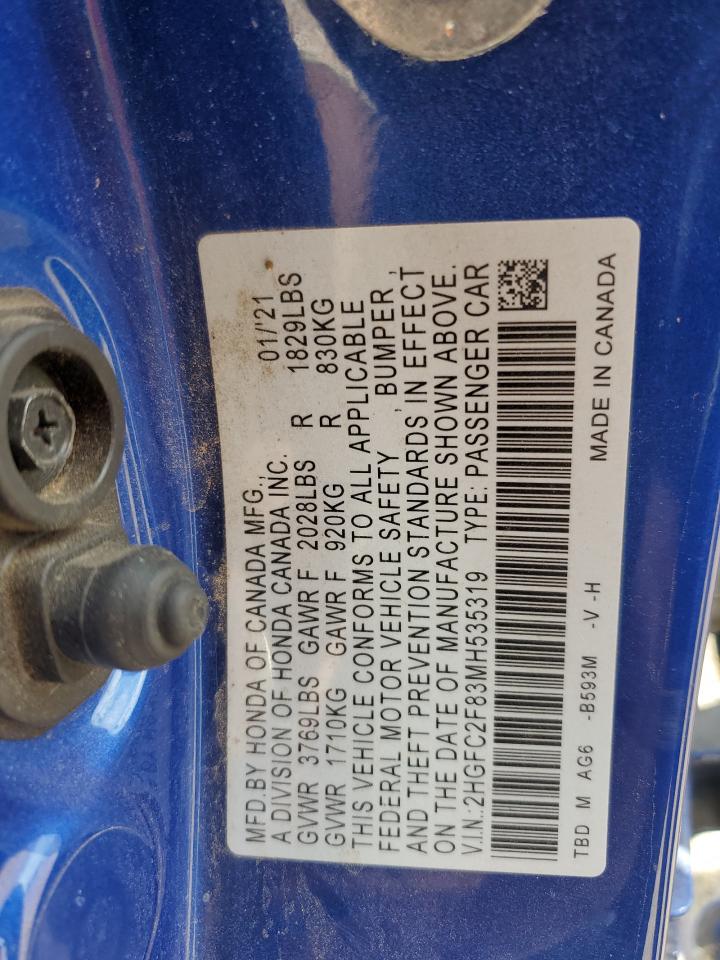 MFD.BY HONDA OF CANADA MFG., 01/'21
A DIVISION OF HONDA CANADA INC.
GVWR 3769LBS GAWR F 2028LBS R 1829LBS
GVWR 1710KG GAWR F 920KG R 830KG
THIS VEHICLE CONFORMS TO ALL APPLICABLE
FEDERAL MOTOR VEHICLE SAFETY , BUMPER ,
AND THEFT PREVENTION STANDARDS IN EFFECT
ON THE DATE OF MANUFACTURE SHOWN ABOVE.
V.I.N.:2HGFC2F83MH535319 TYPE: PASSENGER CAR
TBD M AG6 -B593M -V -H MADE IN CANADA